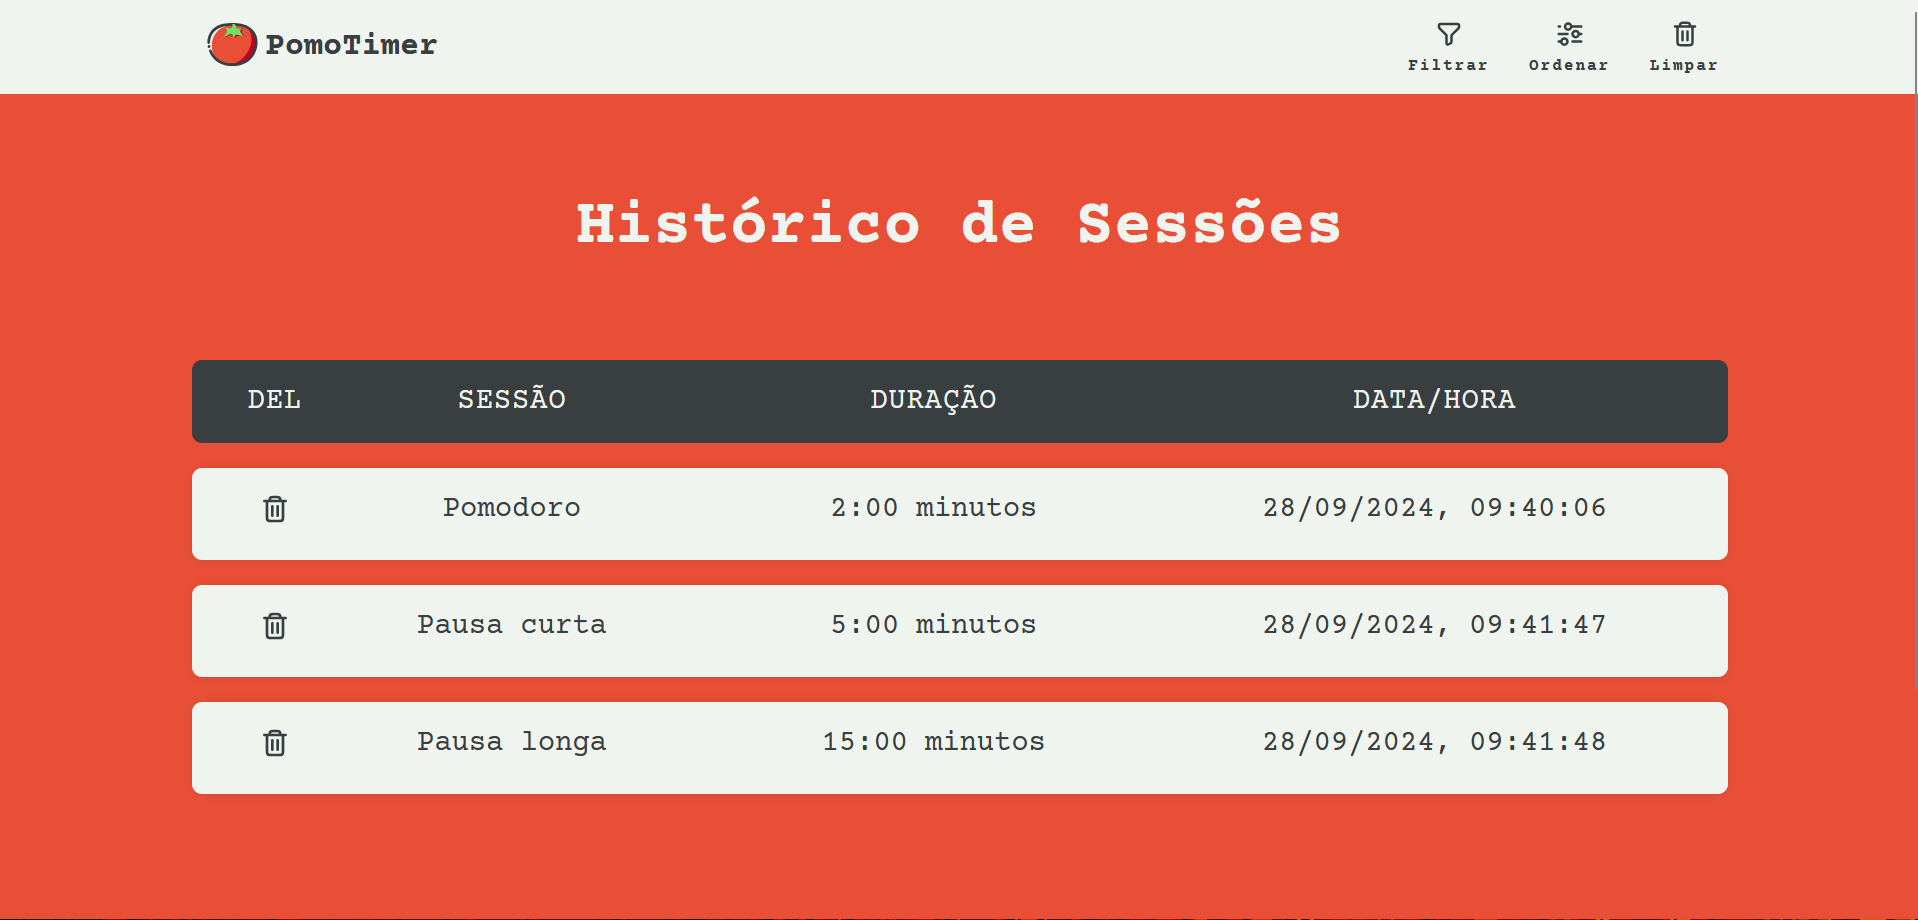 PomoTimer
Filtrar Ordenar Limpar
Histórico de Sessões
DEL SESSÃO DURAÇÃO DATA/HORA
Pomodoro 2:00 minutos 28/09/2024, 09:40:06
Pausa curta 5:00 minutos 28/09/2024, 09:41:47
Pausa longa 15:00 minutos 28/09/2024, 09:41:48